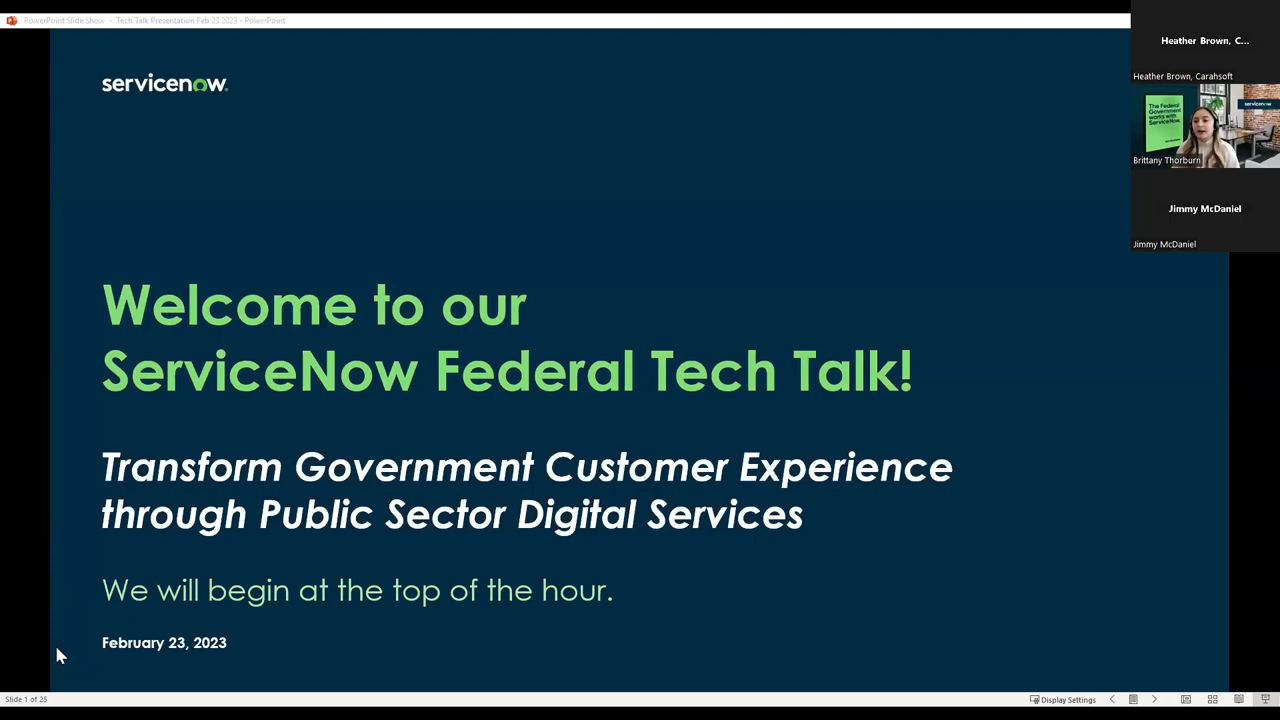 PowerPoint Slide Show - Tech Talk Presentation Feb 23 2023 - PowerPoint
servicenow
Heather Brown, C...
Heather Brown, Carahsoft
The Federal
Government
works with
ServiceNow
servicenow
Brittany Thorburn
Jimmy McDaniel
Jimmy McDaniel
Welcome to our
ServiceNow Federal Tech Talk!
Transform Government Customer Experience
through Public Sector Digital Services
We will begin at the top of the hour.
February 23, 2023
Slide 1 of 25
Display Settings